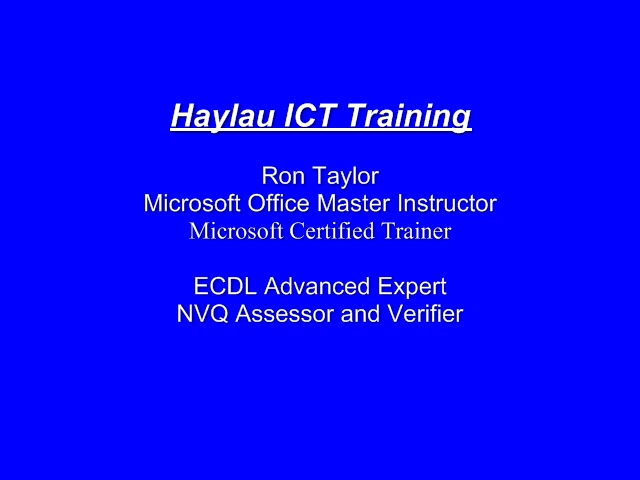 Haylau ICT Training
Ron Taylor
Microsoft Office Master Instructor
Microsoft Certified Trainer
ECDL Advanced Expert
NVQ Assessor and Verifier